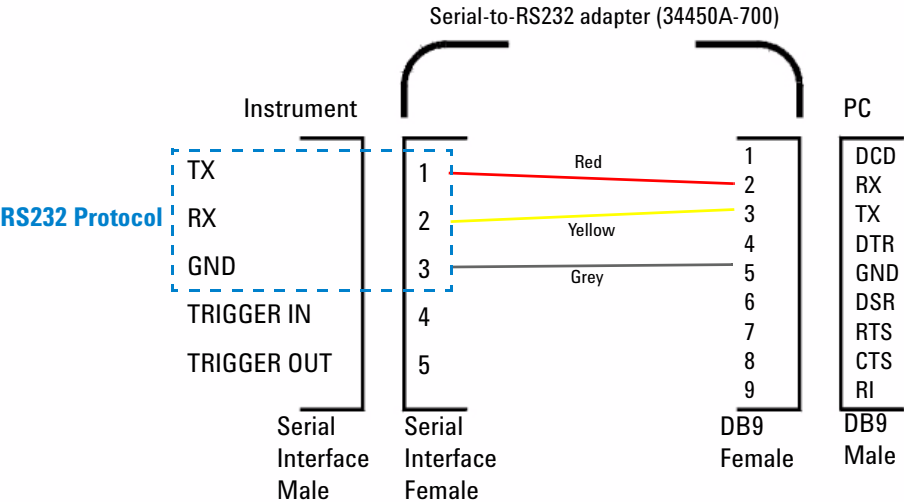 Serial-to-RS232 adapter (34450A-700)
Instrument
PC
RS232 Protocol
TX
RX
GND
TRIGGER IN
TRIGGER OUT
1
2
3
4
5
Red
Yellow
Grey
1
2
3
4
5
6
7
8
9
DCD
RX
TX
DTR
GND
DSR
RTS
CTS
RI
Serial
Interface
Male
Serial
Interface
Female
DB9
Female
DB9
Male